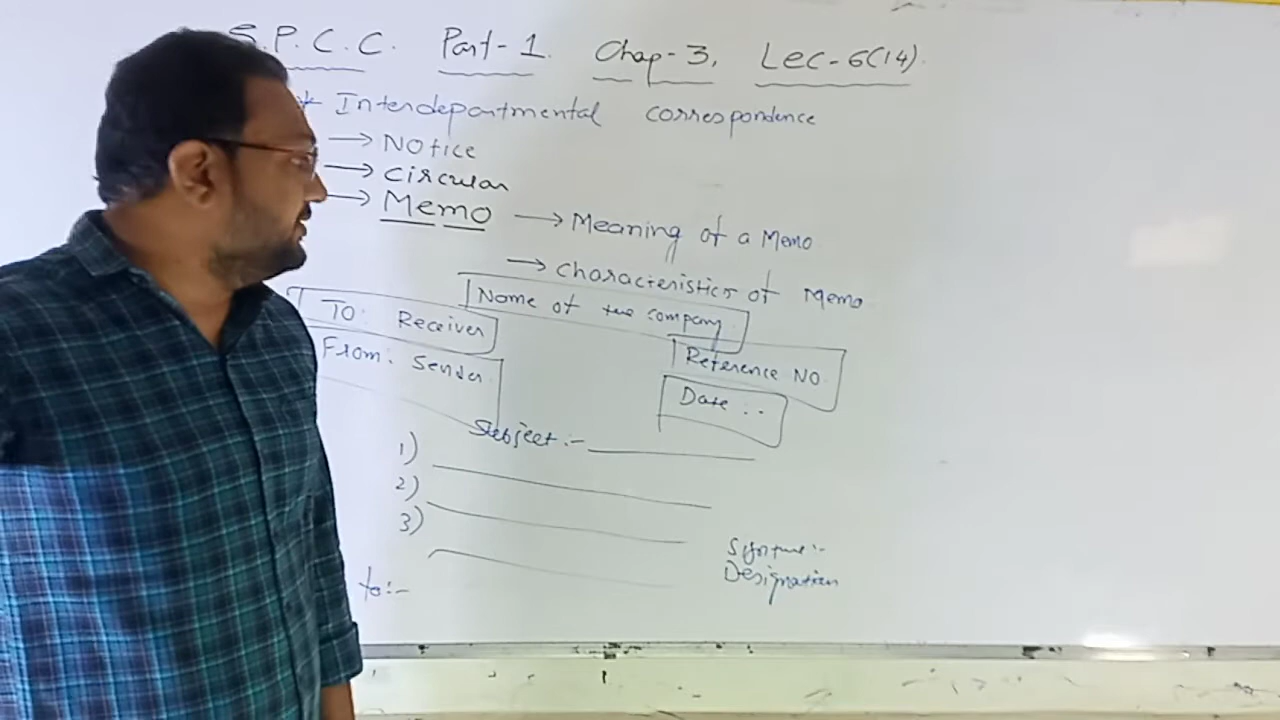 S.P.C.C. Part-1. Chap-3, Lec-6(14).
* Interdepartmental correspondence
→ Notice
→ Circular
→ Memo → Meaning of a Memo
→ Characteristics of Memo
Name of the company.
To: Receiver
From: Sender.
Reference No.
Date :..
Subject :-
1)
2)
3)
Designation
to:-